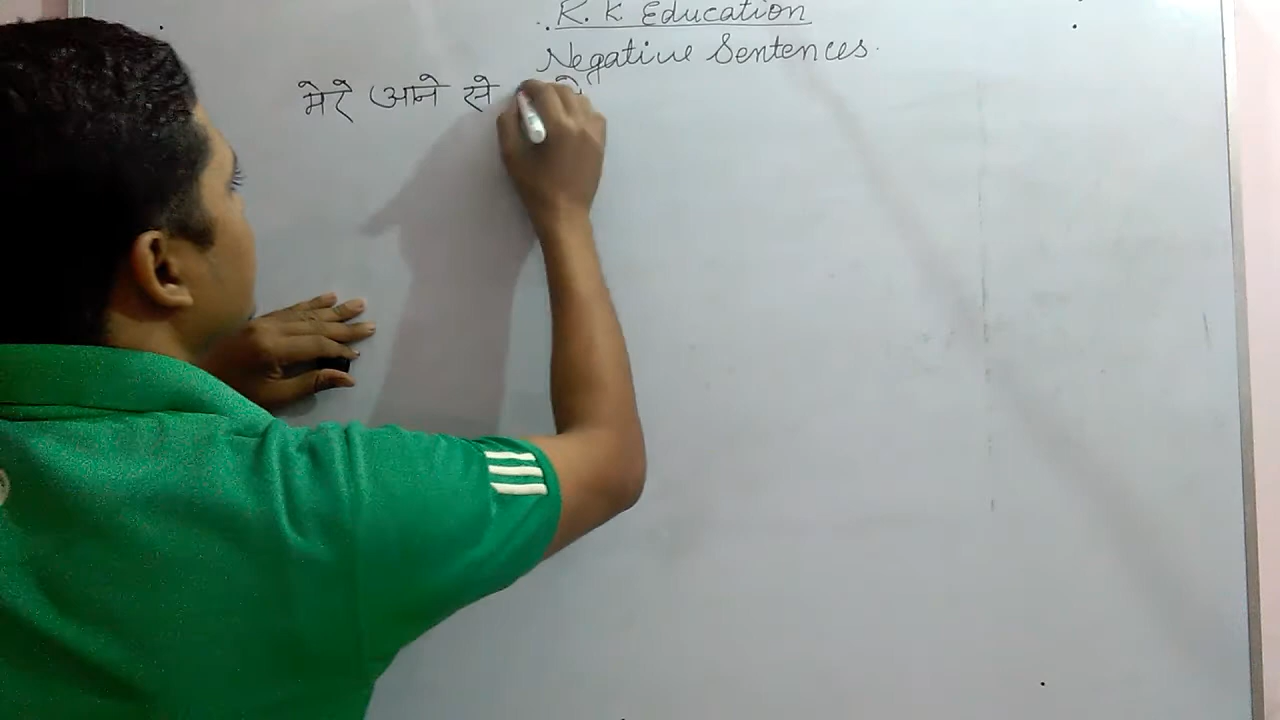 R. K. Education
Negative Sentences.
मेरे आने से